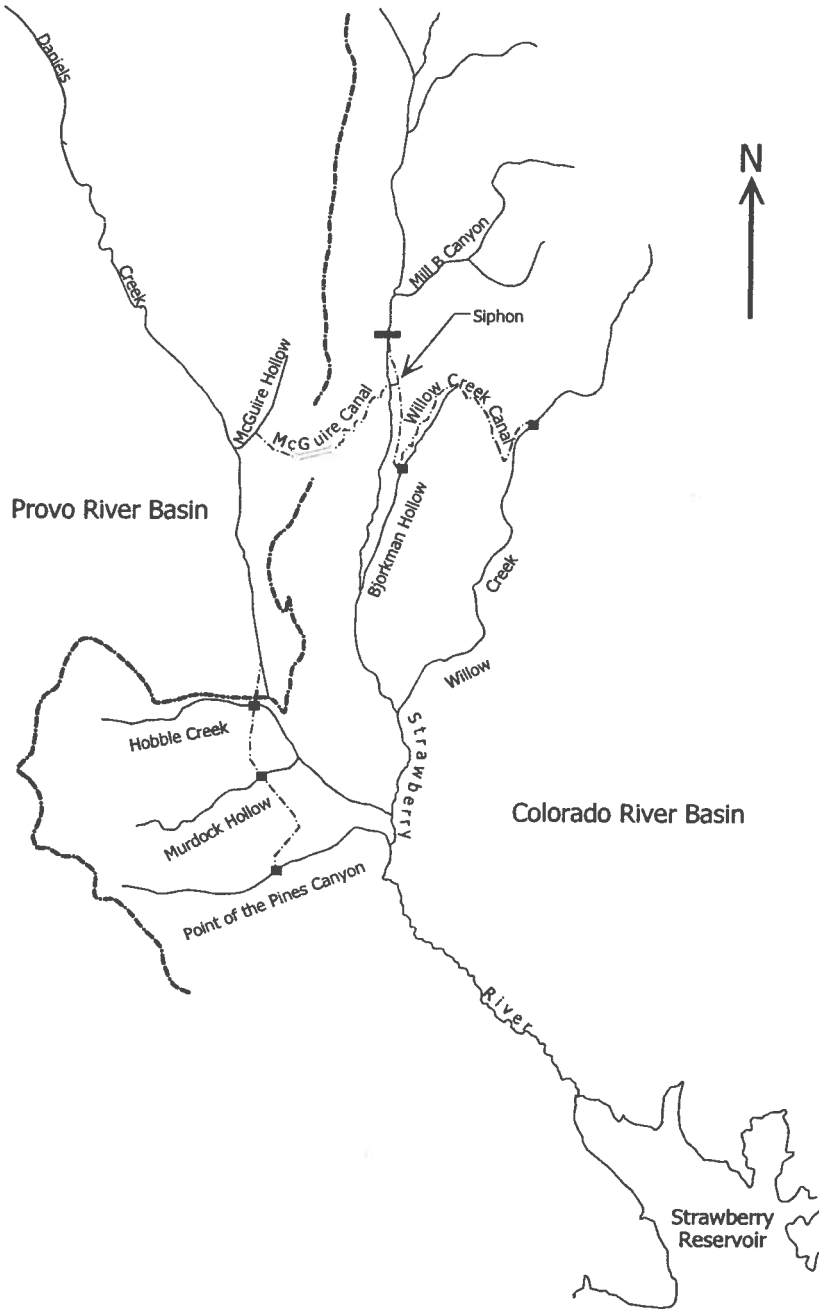 Daniels
Creek
N
Mill B Canyon
Siphon
McGuire Hollow
McGuire Canal
Willow Creek Canal
Provo River Basin
Bjorkman Hollow
Creek
Willow
Hobble Creek
Strawberry
Murdock Hollow
Colorado River Basin
Point of the Pines Canyon
River
Strawberry
Reservoir